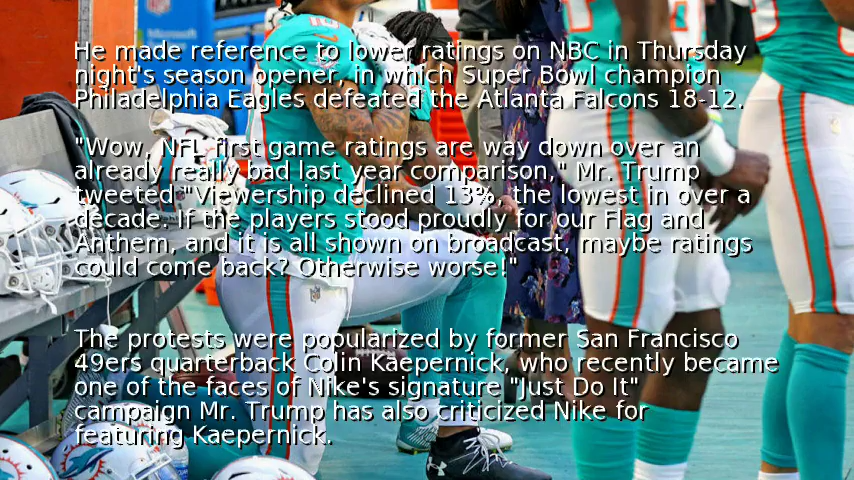 He made reference to lower ratings on NBC in Thursday
night's season opener, in which Super Bowl champion
Philadelphia Eagles defeated the Atlanta Falcons 18-12.
"Wow, NFL first game ratings are way down over an
already really bad last year comparison," Mr. Trump
tweeted "Viewership declined 13%, the lowest in over a
decade. If the players stood proudly for our Flag and
Anthem, and it is all shown on broadcast, maybe ratings
could come back? Otherwise worse!"
The protests were popularized by former San Francisco
49ers quarterback Colin Kaepernick, who recently became
one of the faces of Nike's signature "Just Do It"
campaign Mr. Trump has also criticized Nike for
featuring Kaepernick.